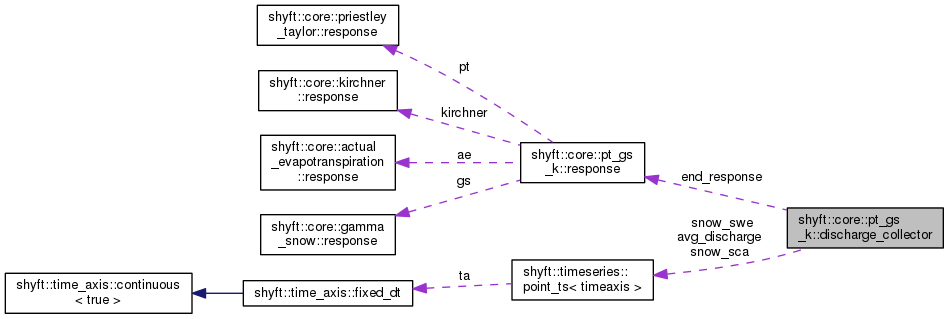 shyft::core::priestley
_taylor::response
pt
shyft::core::kirchner
::response
kirchner
shyft::core::actual
_evapotranspiration
::response
ae
shyft::core::pt_gs
_k::response
gs
end_response
shyft::core::gamma
_snow::response
shyft::core::pt_gs
_k::discharge_collector
snow_swe
avg_discharge
snow_sca
shyft::time_axis::continuous
< true >
shyft::time_axis::fixed_dt
ta
shyft::timeseries::
point_ts< timeaxis >